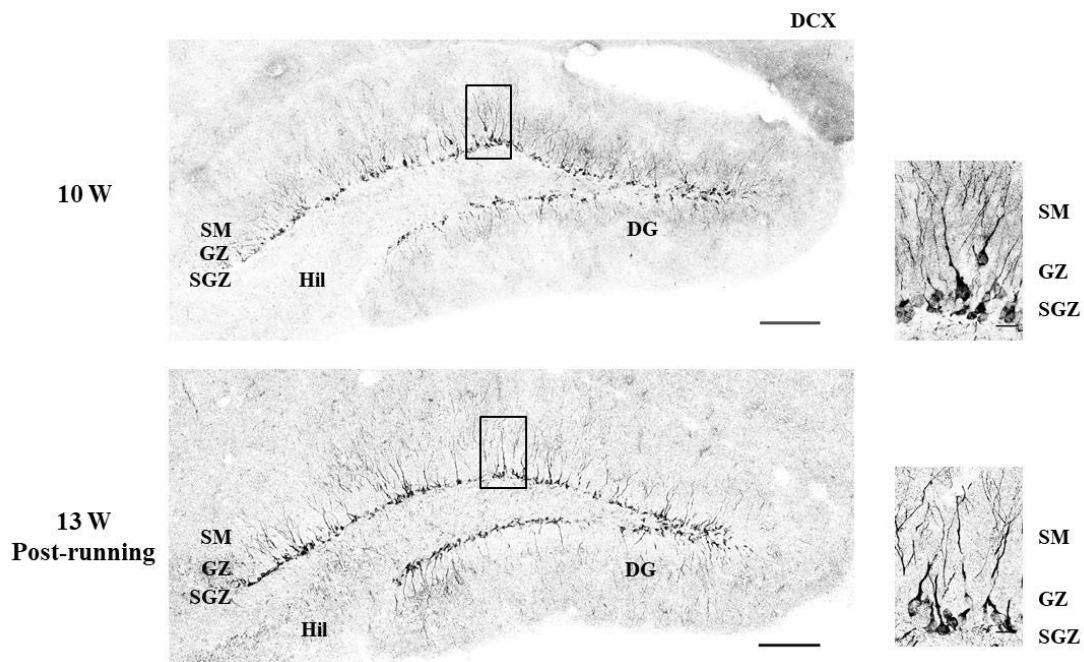 DCX
10 W
SM
GZ
SGZ
Hil
DG
SM
GZ
SGZ
13 W
Post-running
SM
GZ
SGZ
Hil
DG
SM
GZ
SGZ